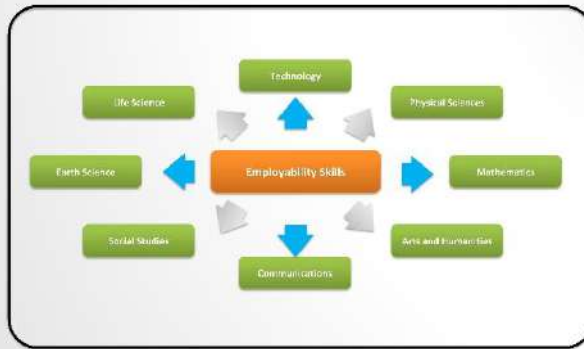 Technology
Life Science
Physical Sciences
Earth Science
Employability Skills
Mathematics
Social Studies
Arts and Humanities
Communications